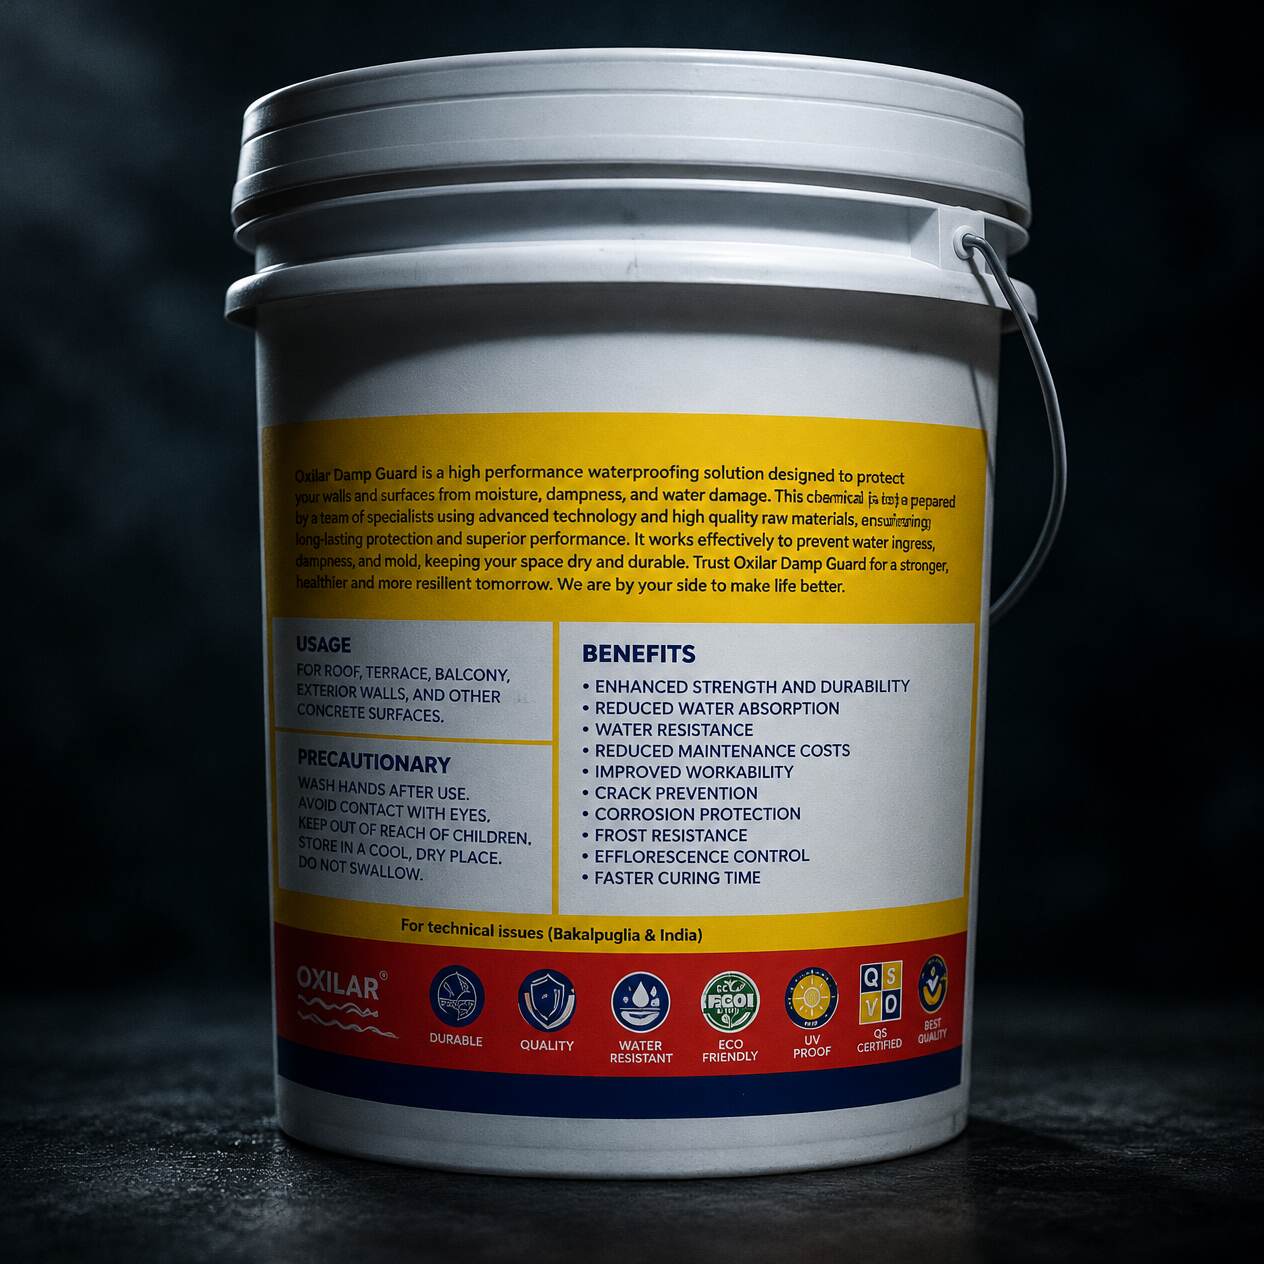 Oxilar Damp Guard is a high performance waterproofing solution designed to protect
your walls and surfaces from moisture, dampness, and water damage. This pepared
by a team of specialists using advanced technology and high quality raw materials,
long-lasting protection and superior performance. It works effectively to prevent water ingress,
dampness, and mold, keeping your space dry and durable. Trust Oxilar Damp Guard for a stronger,
healthier and more resilient tomorrow. We are by your side to make life better.
USAGE
FOR ROOF, TERRACE, BALCONY,
EXTERIOR WALLS, AND OTHER
CONCRETE SURFACES.
PRECAUTIONARY
WASH HANDS AFTER USE.
AVOID CONTACT WITH EYES.
KEEP OUT OF REACH OF CHILDREN.
STORE IN A COOL, DRY PLACE.
DO NOT SWALLOW.
BENEFITS
• ENHANCED STRENGTH AND DURABILITY
• REDUCED WATER ABSORPTION
• WATER RESISTANCE
• REDUCED MAINTENANCE COSTS
• IMPROVED WORKABILITY
• CRACK PREVENTION
• CORROSION PROTECTION
• FROST RESISTANCE
• EFFLORESCENCE CONTROL
• FASTER CURING TIME
For technical issues (Bakalpuglia & India)
OXILAR®
DURABLE
QUALITY
WATER
RESISTANT
ECO
FRIENDLY
UV
PROOF
QS
VO
QS
CERTIFIED
BEST
QUALITY